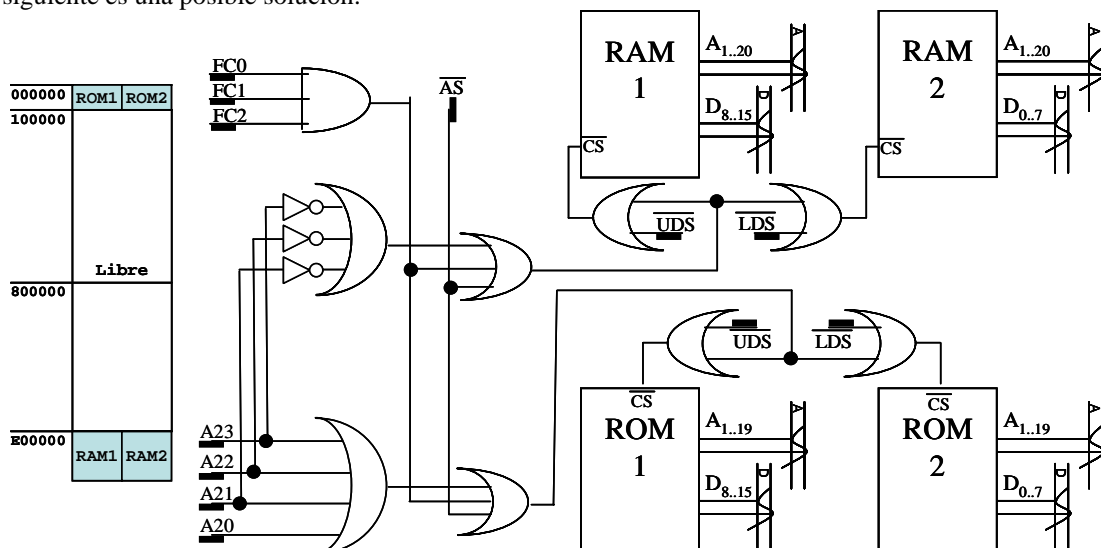 siguiente es una posible solución:
000000
ROM1 ROM2
100000
Libre
800000
E00000
RAM1 RAM2
FC0
FC1
FC2
AS
A23
A22
A21
A20
RAM
1
A1..20
A
D8..15
D
CS
UDS
LDS
RAM
2
A1..20
A
D0..7
D
CS
UDS
LDS
CS
ROM
1
A1..19
A
D8..15
D
CS
ROM
2
A1..19
A
D0..7
D